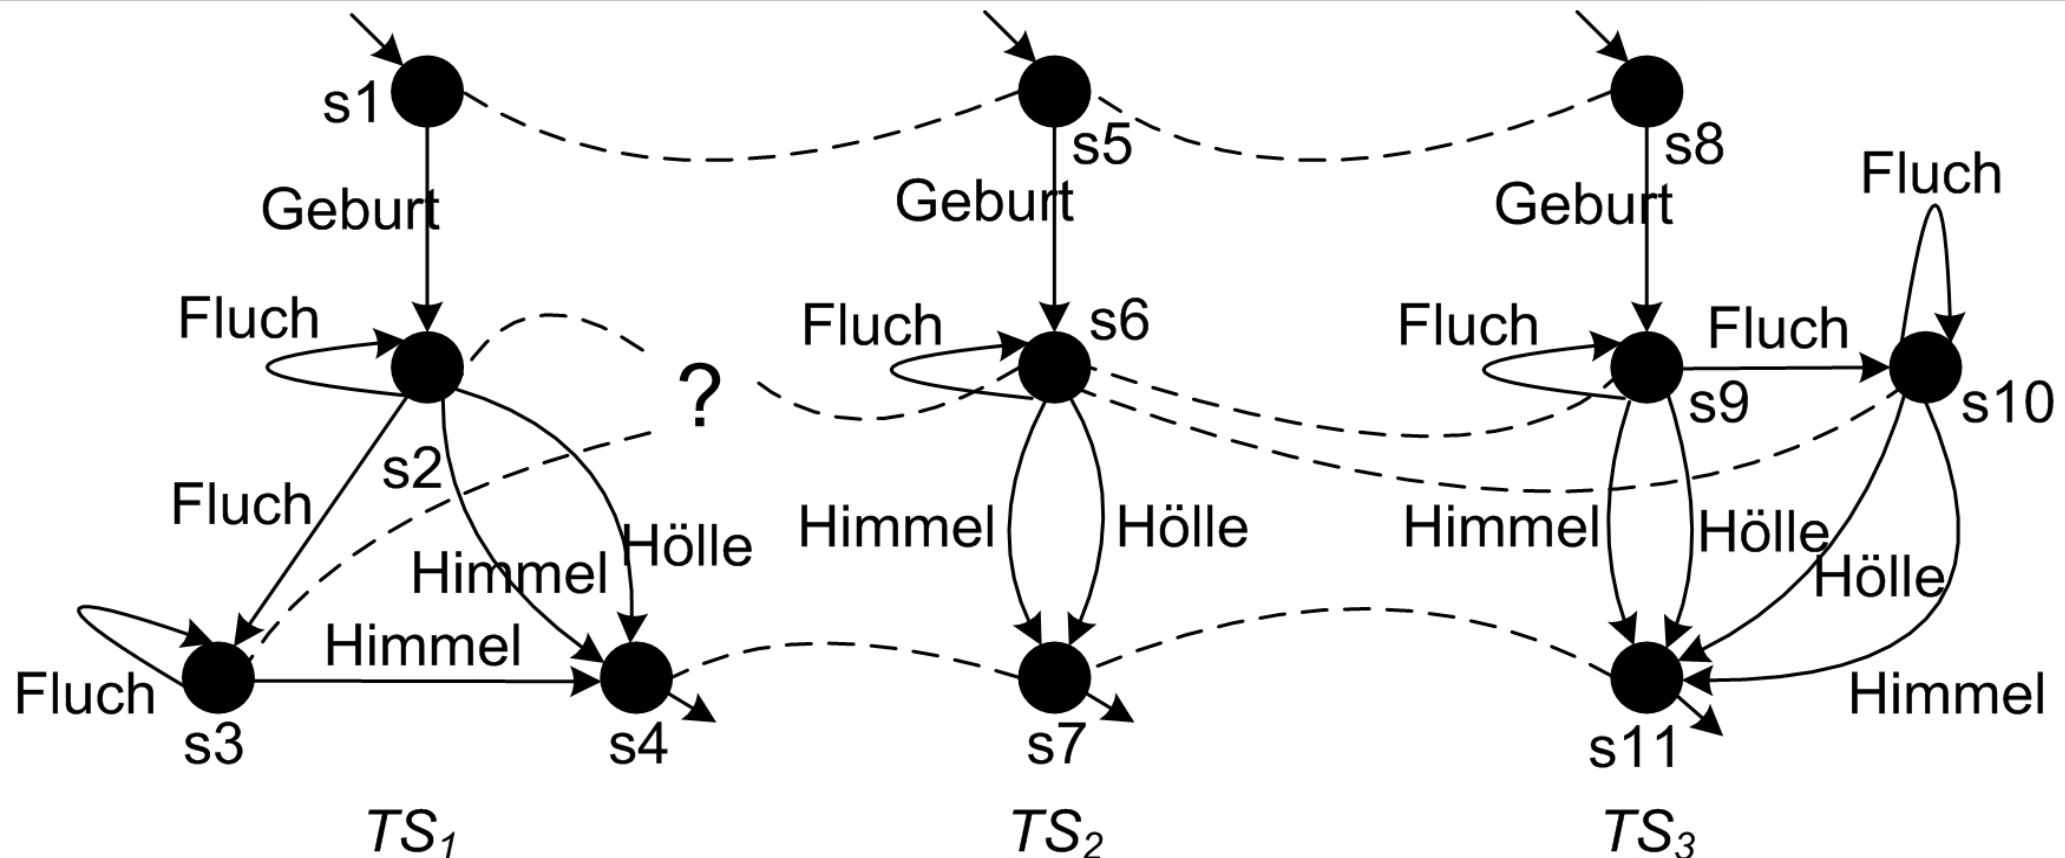 s1
s5
s8
Fluch
Geburt
Geburt
Geburt
Fluch
Fluch
s6
Fluch
Fluch
?
s2
s9
s10
Fluch
Himmel
Hölle
Himmel
Hölle
Himmel
Hölle
Hölle
Himmel
Fluch
s3
s4
s7
s11
Himmel
TS1
TS2
TS3